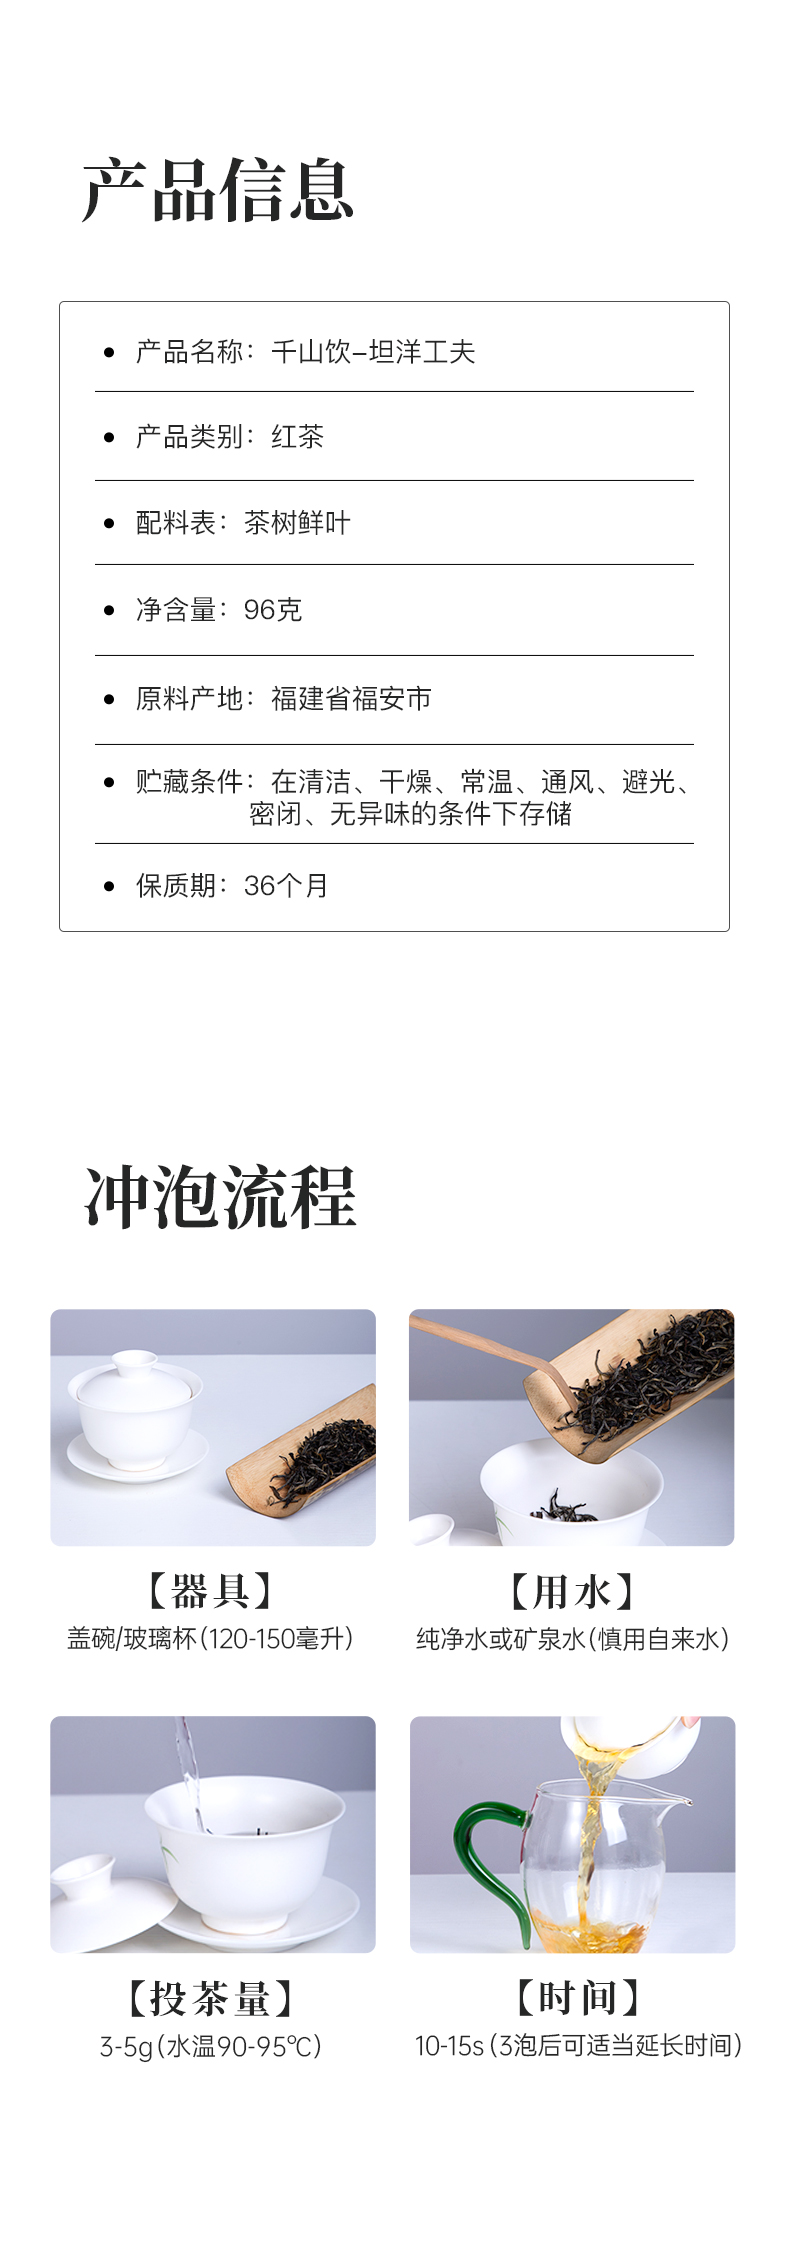 产品信息
产品名称：千山饮–坦洋工夫
产品类别：红茶
配料表：茶树鲜叶
净含量：96克
原料产地：福建省福安市
贮藏条件：在清洁、干燥、常温、通风、避光、
密闭、无异味的条件下存储
保质期：36个月
冲泡流程
【器具】
盖碗/玻璃杯(120-150毫升)
【用水】
纯净水或矿泉水(慎用自来水)
【投茶量】
3-5g(水温90-95℃)
【时间】
10-15s(3泡后可适当延长时间)